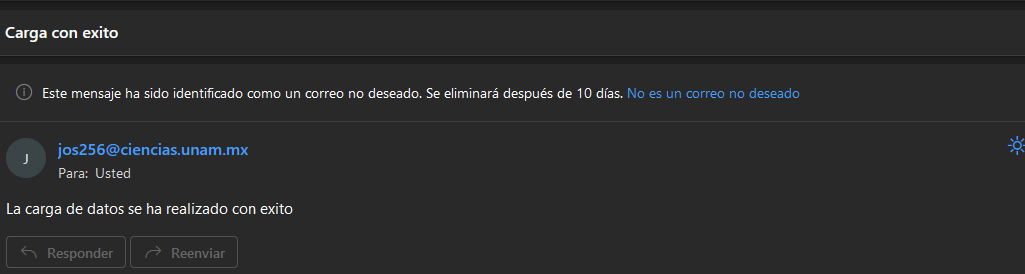 Carga con exito
Este mensaje ha sido identificado como un correo no deseado. Se eliminará después de 10 días. No es un correo no deseado
J
jos256@ciencias.unam.mx
Para: Usted
La carga de datos se ha realizado con exito
Responder Reenviar